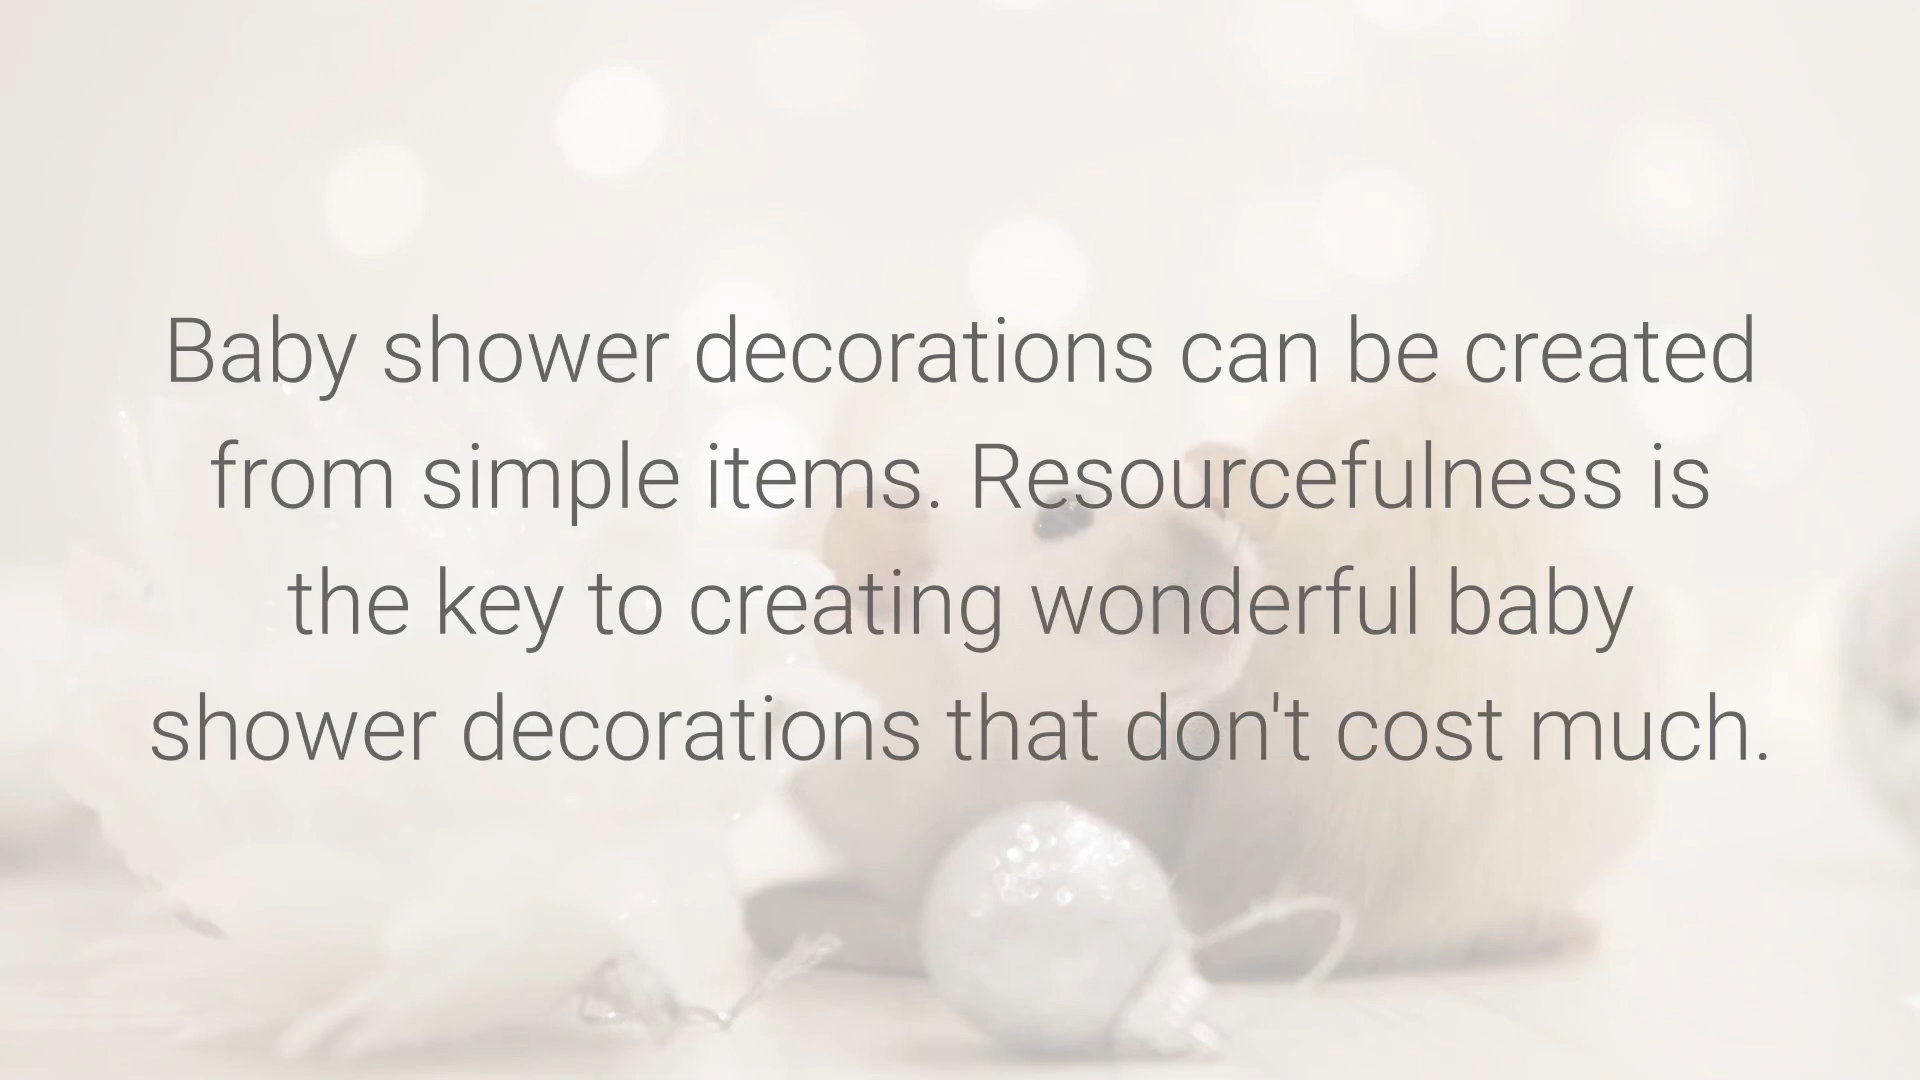 Baby shower decorations can be created
from simple items. Resourcefulness is
the key to creating wonderful baby
shower decorations that don't cost much.